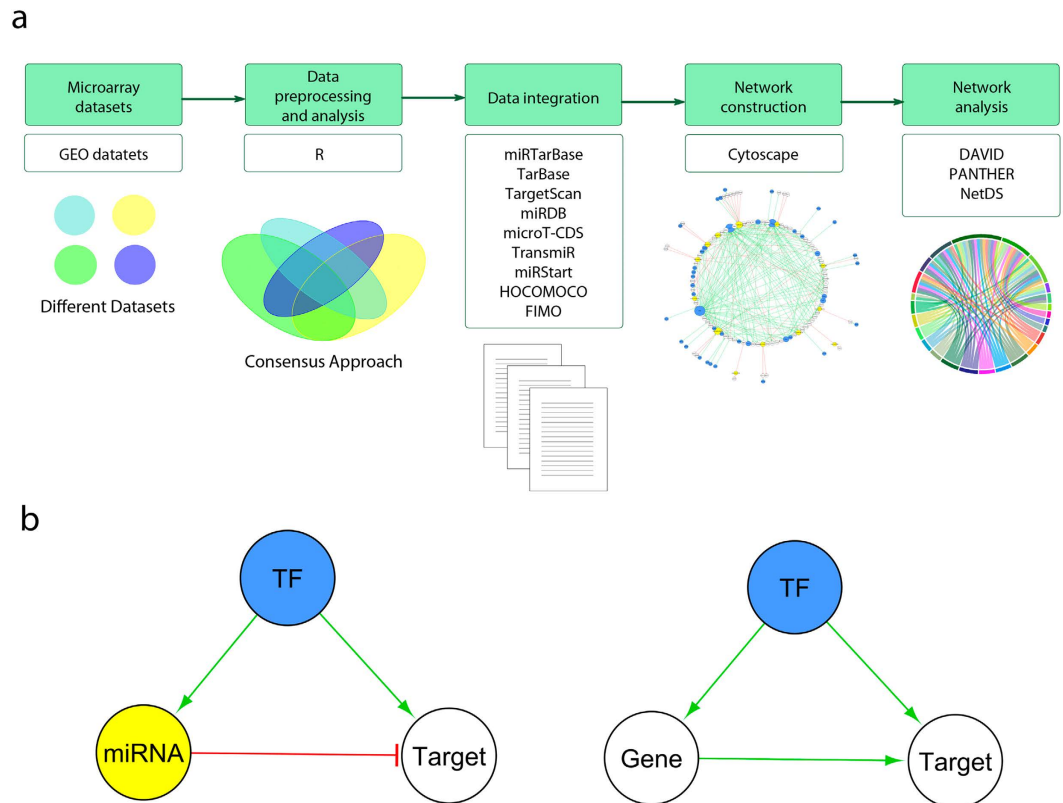 a
Microarray
datasets
Data
preprocessing
and analysis
Data integration
Network
construction
Network
analysis
GEO datatets
R
miRTarBase
TarBase
TargetScan
miRDB
microT-CDS
TransmiR
miRStart
HOCOMOCO
FIMO
Cytoscape
DAVID
PANTHER
NetDS
Different Datasets
Consensus Approach
b
TF
miRNA
Target
TF
Gene
Target